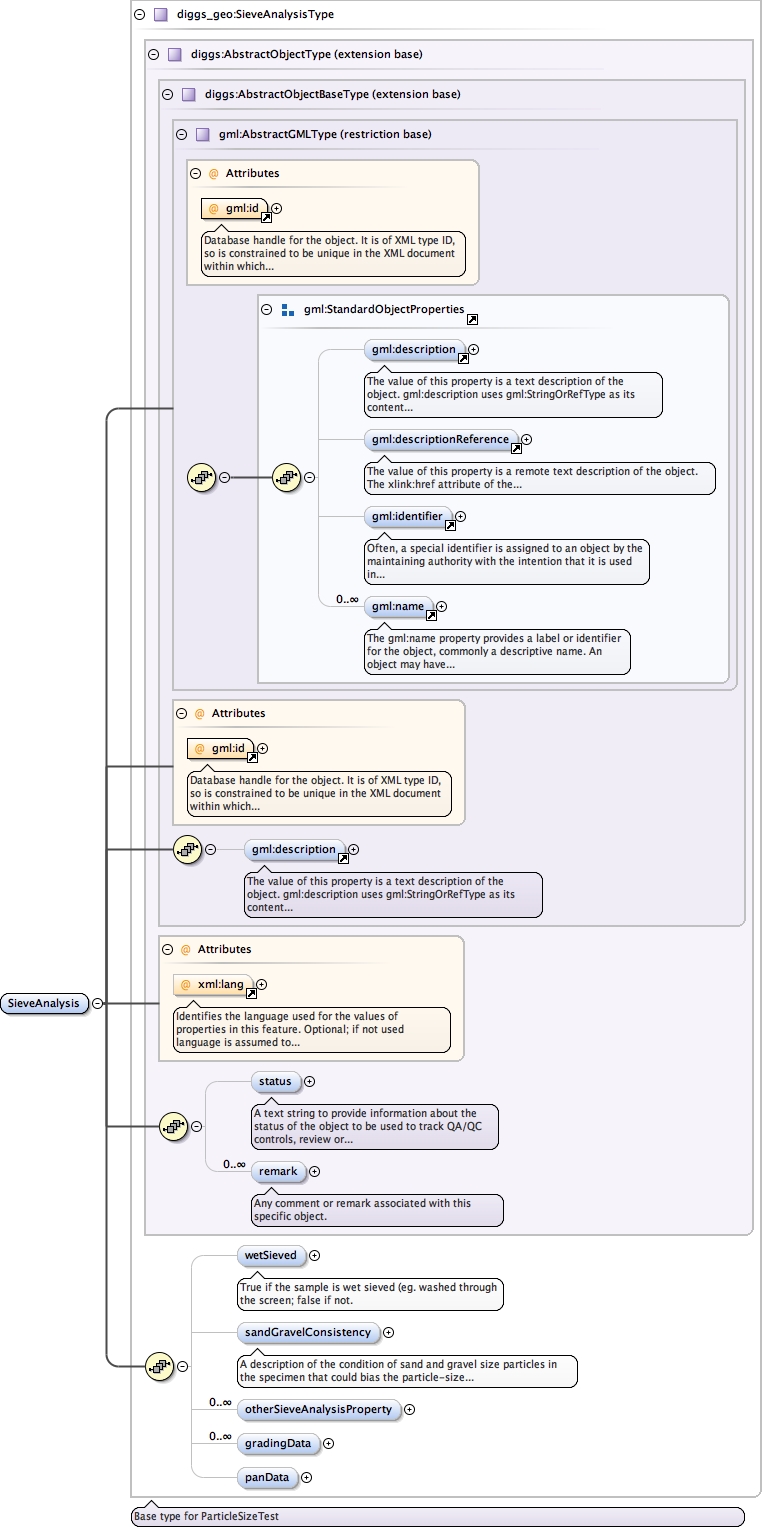 diggs_geo:SieveAnalysisType
diggs:AbstractObjectType (extension base)
diggs:AbstractObjectBaseType (extension base)
gml:AbstractGMLType (restriction base)
@ Attributes
@ gml:id
Database handle for the object. It is of XML type ID,
so is constrained to be unique in the XML document
within which...
gml:StandardObjectProperties
gml:description
The value of this property is a text description of the
object. gml:description uses gml:StringOrRefType as its
content...
gml:descriptionReference
The value of this property is a remote text description of the object.
The xlink:href attribute of the...
gml:identifier
Often, a special identifier is assigned to an object by the
maintaining authority with the intention that it is used
in...
0..∞
gml:name
The gml:name property provides a label or identifier
for the object, commonly a descriptive name. An
object may have...
@ Attributes
@ gml:id
Database handle for the object. It is of XML type ID,
so is constrained to be unique in the XML document
within which...
gml:description
The value of this property is a text description of the
object. gml:description uses gml:StringOrRefType as its
content...
@ Attributes
@ xml:lang
SieveAnalysis
Identifies the language used for the values of
properties in this feature. Optional; if not used
language is assumed to...
status
A text string to provide information about the
status of the object to be used to track QA/QC
controls, review or...
0..∞
remark
Any comment or remark associated with this
specific object.
wetSieved
True if the sample is wet sieved (eg. washed through
the screen; false if not.
sandGravelConsistency
A description of the condition of sand and gravel size particles in
the specimen that could bias the particle-size...
0..∞
otherSieveAnalysisProperty
0..∞
gradingData
panData
Base type for ParticleSizeTest